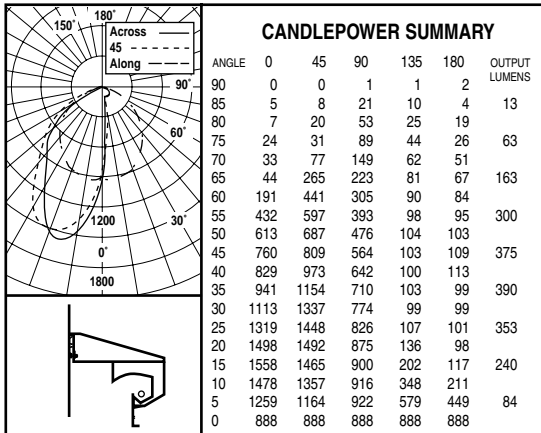 180˚
150˚
Across
45
Along
90˚
60˚
1200
30˚
0˚
1800
CANDLEPOWER SUMMARY
ANGLE 0 45 90 135 180 OUTPUT LUMENS
90 0 0 1 1 2
85 5 8 21 10 4 13
80 7 20 53 25 19
75 24 31 89 44 26 63
70 33 77 149 62 51
65 44 265 223 81 67 163
60 191 441 305 90 84
55 432 597 393 98 95 300
50 613 687 476 104 103
45 760 809 564 103 109 375
40 829 973 642 100 113
35 941 1154 710 103 99 390
30 1113 1337 774 99 99
25 1319 1448 826 107 101 353
20 1498 1492 875 136 98
15 1558 1465 900 202 117 240
10 1478 1357 916 348 211
5 1259 1164 922 579 449 84
0 888 888 888 888 888